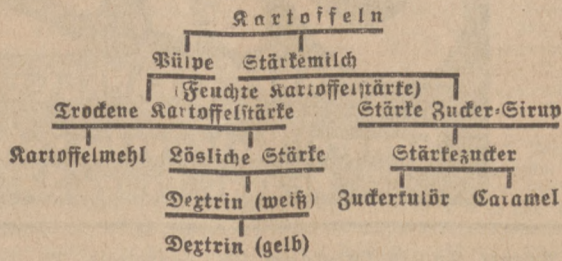 Kartoffeln
Pülpe Stärkemilch
(Feuchte Kartoffelstärke)
Trockene Kartoffelstärke Stärke Zucker-Sirup
Kartoffelmehl Lösliche Stärke Stärkezucker
Dextrin (weiß) Zuckerkulör Caramel
Dextrin (gelb)